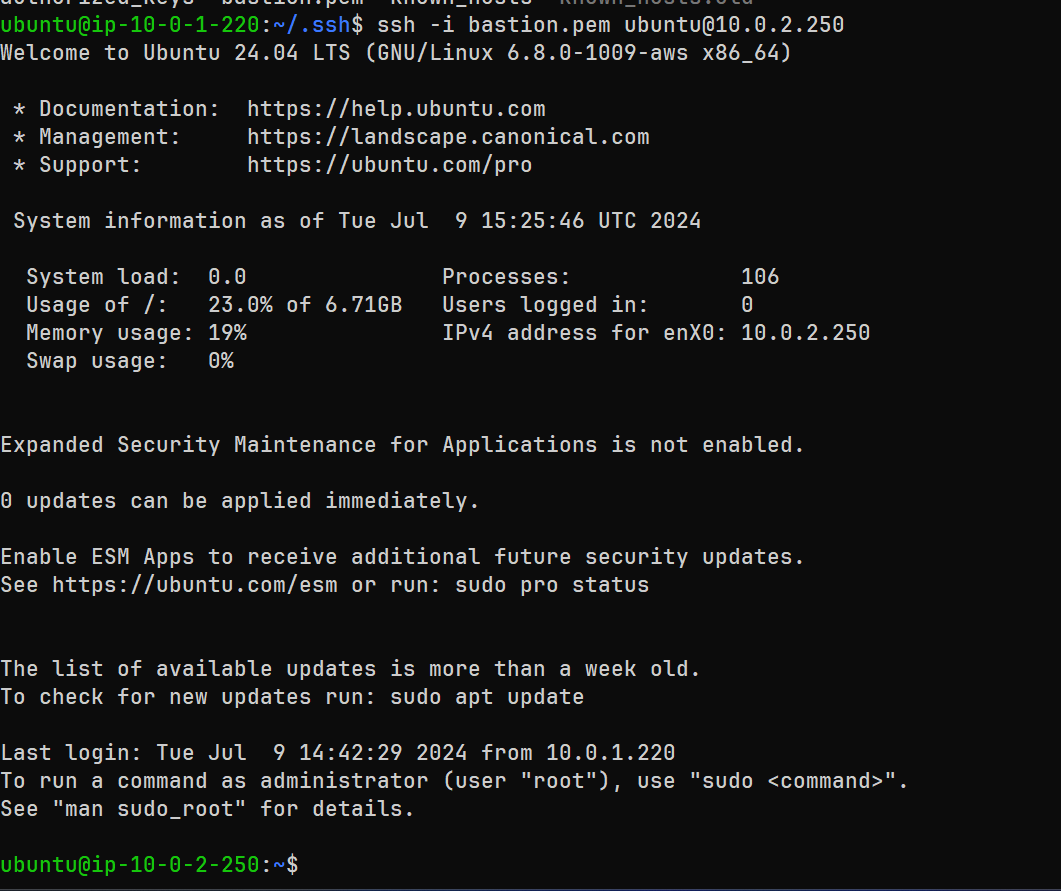 authorized_keys  bastion.pem  known_hosts  known_hosts.old
ubuntu@ip-10-0-1-220:~/.ssh$ ssh -i bastion.pem ubuntu@10.0.2.250
Welcome to Ubuntu 24.04 LTS (GNU/Linux 6.8.0-1009-aws x86_64)
* Documentation:  https://help.ubuntu.com
* Management:     https://landscape.canonical.com
* Support:        https://ubuntu.com/pro
System information as of Tue Jul  9 15:25:46 UTC 2024
System load:  0.0               Processes:             106
Usage of /:   23.0% of 6.71GB   Users logged in:       0
Memory usage: 19%               IPv4 address for enX0: 10.0.2.250
Swap usage:   0%
Expanded Security Maintenance for Applications is not enabled.
0 updates can be applied immediately.
Enable ESM Apps to receive additional future security updates.
See https://ubuntu.com/esm or run: sudo pro status
The list of available updates is more than a week old.
To check for new updates run: sudo apt update
Last login: Tue Jul  9 14:42:29 2024 from 10.0.1.220
To run a command as administrator (user "root"), use "sudo <command>".
See "man sudo_root" for details.
ubuntu@ip-10-0-2-250:~$